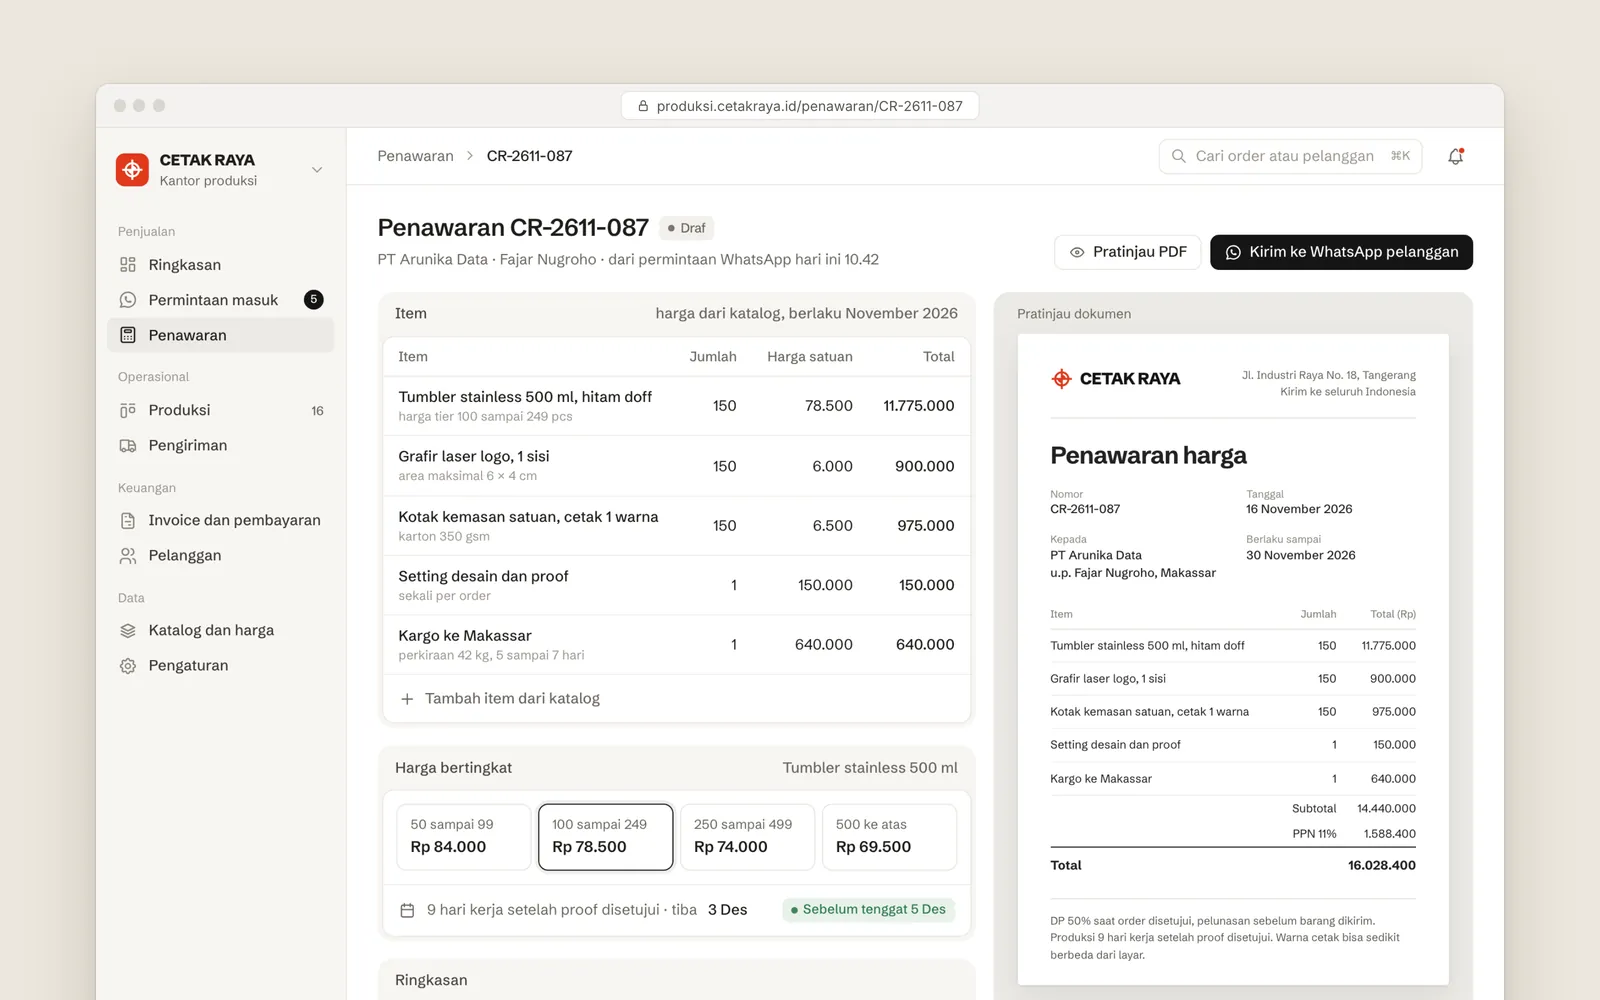 produksi.cetakraya.id/penawaran/CR-2611-087
CETAK RAYA
Kantor produksi
Penjualan
Ringkasan
Permintaan masuk 5
Penawaran
Operasional
Produksi 16
Pengiriman
Keuangan
Invoice dan pembayaran
Pelanggan
Data
Katalog dan harga
Pengaturan
Penawaran > CR-2611-087
Cari order atau pelanggan ⌘K
Penawaran CR-2611-087 Draf
PT Arunika Data · Fajar Nugroho · dari permintaan WhatsApp hari ini 10.42
Pratinjau PDF
Kirim ke WhatsApp pelanggan
Item harga dari katalog, berlaku November 2026
Item Jumlah Harga satuan Total
Tumbler stainless 500 ml, hitam doff 150 78.500 11.775.000
harga tier 100 sampai 249 pcs
Grafir laser logo, 1 sisi 150 6.000 900.000
area maksimal 6 × 4 cm
Kotak kemasan satuan, cetak 1 warna 150 6.500 975.000
karton 350 gsm
Setting desain dan proof 1 150.000 150.000
sekali per order
Kargo ke Makassar 1 640.000 640.000
perkiraan 42 kg, 5 sampai 7 hari
+ Tambah item dari katalog
Harga bertingkat Tumbler stainless 500 ml
50 sampai 99
Rp 84.000
100 sampai 249
Rp 78.500
250 sampai 499
Rp 74.000
500 ke atas
Rp 69.500
9 hari kerja setelah proof disetujui · tiba 3 Des
Sebelum tenggat 5 Des
Ringkasan
Pratinjau dokumen
CETAK RAYA
Jl. Industri Raya No. 18, Tangerang
Kirim ke seluruh Indonesia
Penawaran harga
Nomor
CR-2611-087
Tanggal
16 November 2026
Kepada
PT Arunika Data
u.p. Fajar Nugroho, Makassar
Berlaku sampai
30 November 2026
Item Jumlah Total (Rp)
Tumbler stainless 500 ml, hitam doff 150 11.775.000
Grafir laser logo, 1 sisi 150 900.000
Kotak kemasan satuan, cetak 1 warna 150 975.000
Setting desain dan proof 1 150.000
Kargo ke Makassar 1 640.000
Subtotal 14.440.000
PPN 11% 1.588.400
Total 16.028.400
DP 50% saat order disetujui, pelunasan sebelum barang dikirim.
Produksi 9 hari kerja setelah proof disetujui. Warna cetak bisa sedikit
berbeda dari layar.